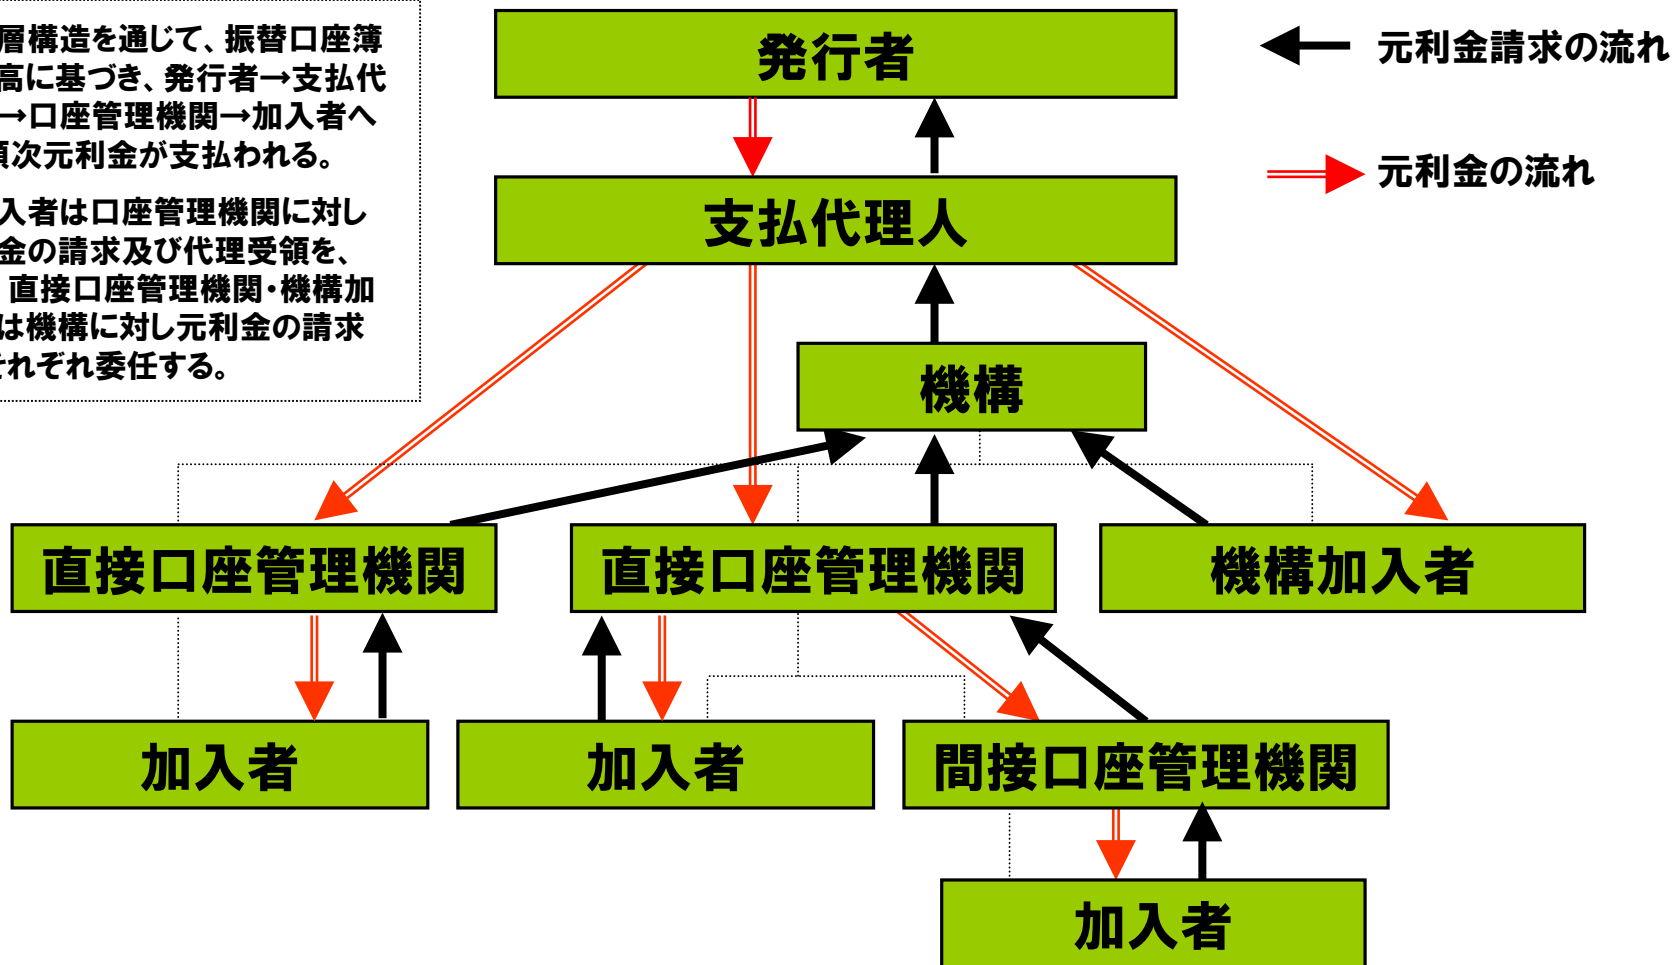 層構造を通じて、振替口座簿
高に基づき、発行者→支払代
→口座管理機関→加入者へ
次元利金が支払われる。
入者は口座管理機関に対し
金の請求及び代理受領を、
直接口座管理機関・機構加
は機構に対し元利金の請求
それぞれ委任する。
発行者
元利金請求の流れ
元利金の流れ
支払代理人
機構
直接口座管理機関
直接口座管理機関
機構加入者
加入者
加入者
間接口座管理機関
加入者